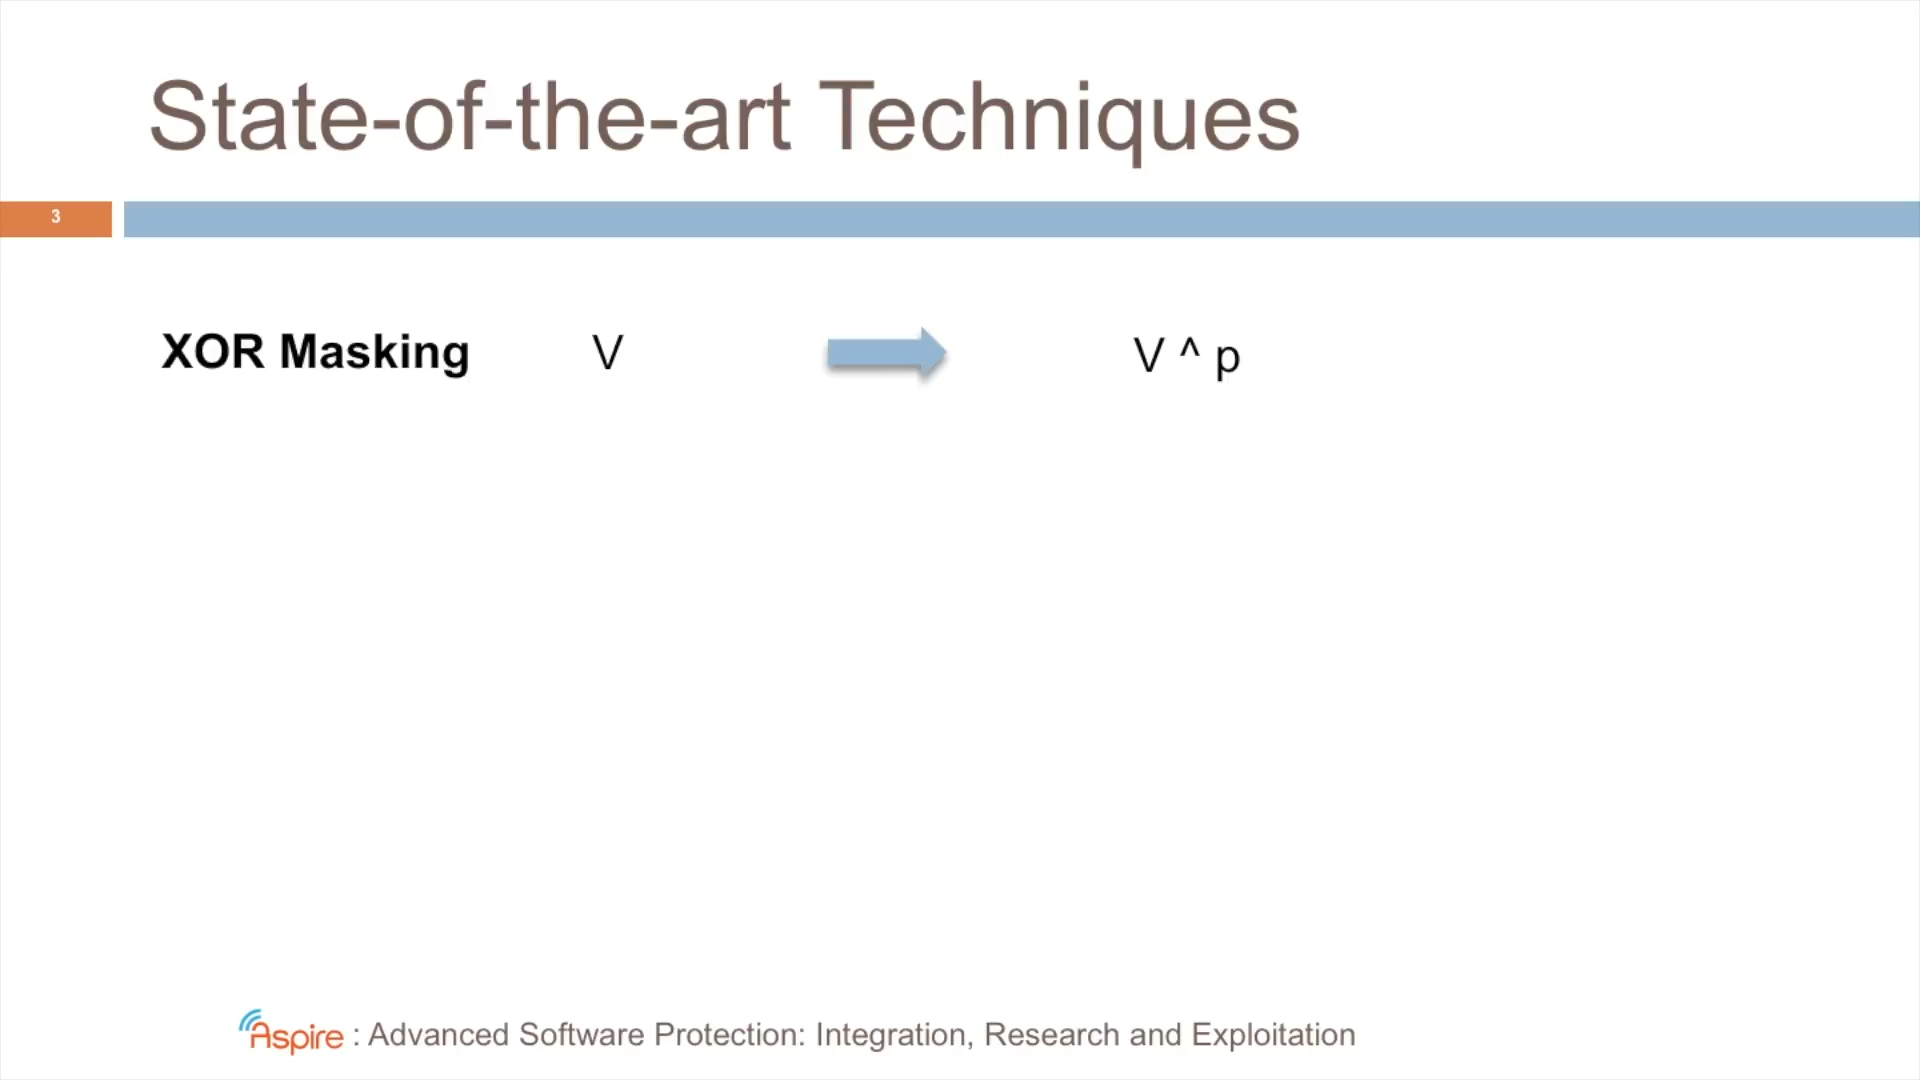 State-of-the-art Techniques
3
XOR Masking V V ^ p
Aspire : Advanced Software Protection: Integration, Research and Exploitation